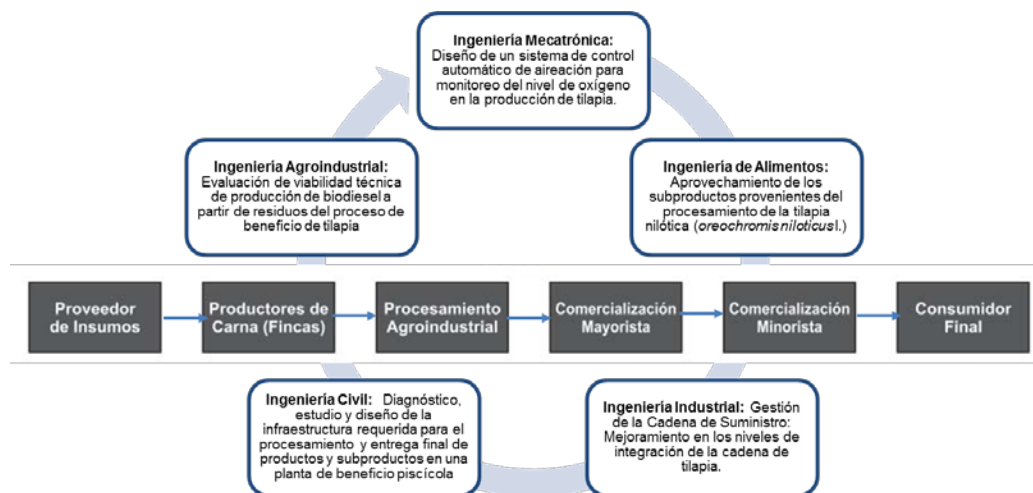 Ingeniería Mecatrónica:
Diseño de un sistema de control
automático de aireación para
monitoreo del nivel de oxígeno
en la producción de tilapia.
Ingeniería Agroindustrial:
Evaluación de viabilidad técnica
de producción de biodiesel a
partir de residuos del proceso de
beneficio de tilapia
Ingeniería de Alimentos:
Aprovechamiento de los
subproductos provenientes del
procesamiento de la tilapia
nilótica (oreochromis niloticus l.)
Proveedor
de Insumos
Productores de
Carna (Fincas)
Procesamiento
Agroindustrial
Comercialización
Mayorista
Comercialización
Minorista
Consumidor
Final
Ingeniería Civil: Diagnóstico,
estudio y diseño de la
infraestructura requerida para el
procesamiento y entrega final de
productos y subproductos en una
planta de beneficio piscícola
Ingeniería Industrial: Gestión
de la Cadena de Suministro:
Mejoramiento en los niveles de
integración de la cadena de
tilapia.